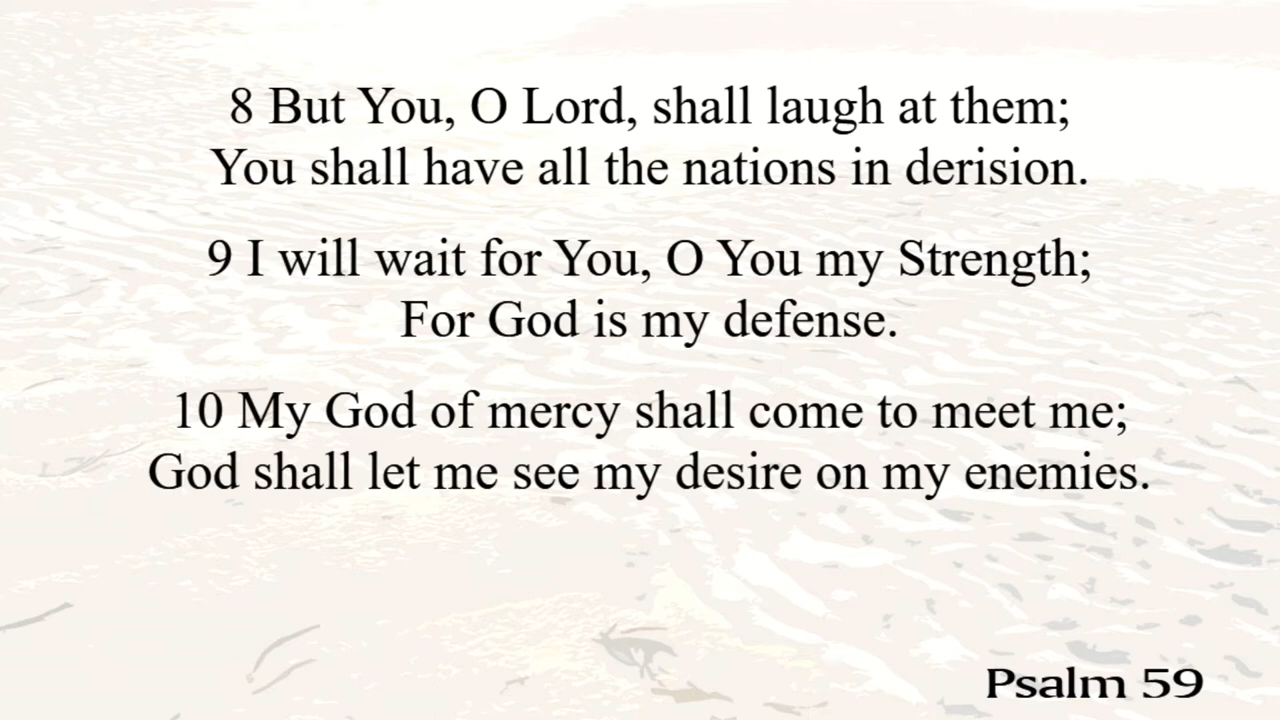 8 But You, O Lord, shall laugh at them;
You shall have all the nations in derision.
9 I will wait for You, O You my Strength;
For God is my defense.
10 My God of mercy shall come to meet me;
God shall let me see my desire on my enemies.
Psalm 59